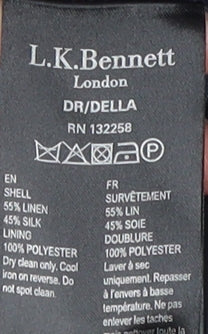 L.K.Bennett
London
DR/DELLA
RN 132258
P
EN
SHELL
55% LINEN
45% SILK
LINING
100% POLYESTER
Dry clean only. Cool
iron on reverse. Do
not spot clean.
FR
SURVÊTEMENT
55% LIN
45% SOIE
DOUBLURE
100% POLYESTER
Laver à sec
uniquement. Repasser
à l'envers à basse
température. Ne pas
enlever les taches